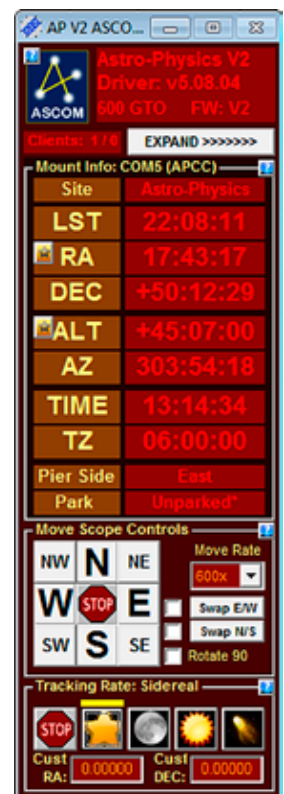 AP V2 ASCO...
Astro-Physics V2
Driver: v5.08.04
600 GTO FW: V2
ASCOM
Clients: 1 / 0 EXPAND >>>>>>>
Mount Info: COM5 (APCC)
Site Astro-Physics
LST 22:08:11
RA 17:43:17
DEC +50:12:29
ALT +45:07:00
AZ 303:54:18
TIME 13:14:34
TZ 06:00:00
Pier Side East
Park Unparked*
Move Scope Controls
NW N NE Move Rate
600x
W STOP E Swap E/W
Swap N/S
SW S SE Rotate 90
Tracking Rate: Sidereal
STOP
Cust RA: 0.00000 Cust DEC: 0.00000